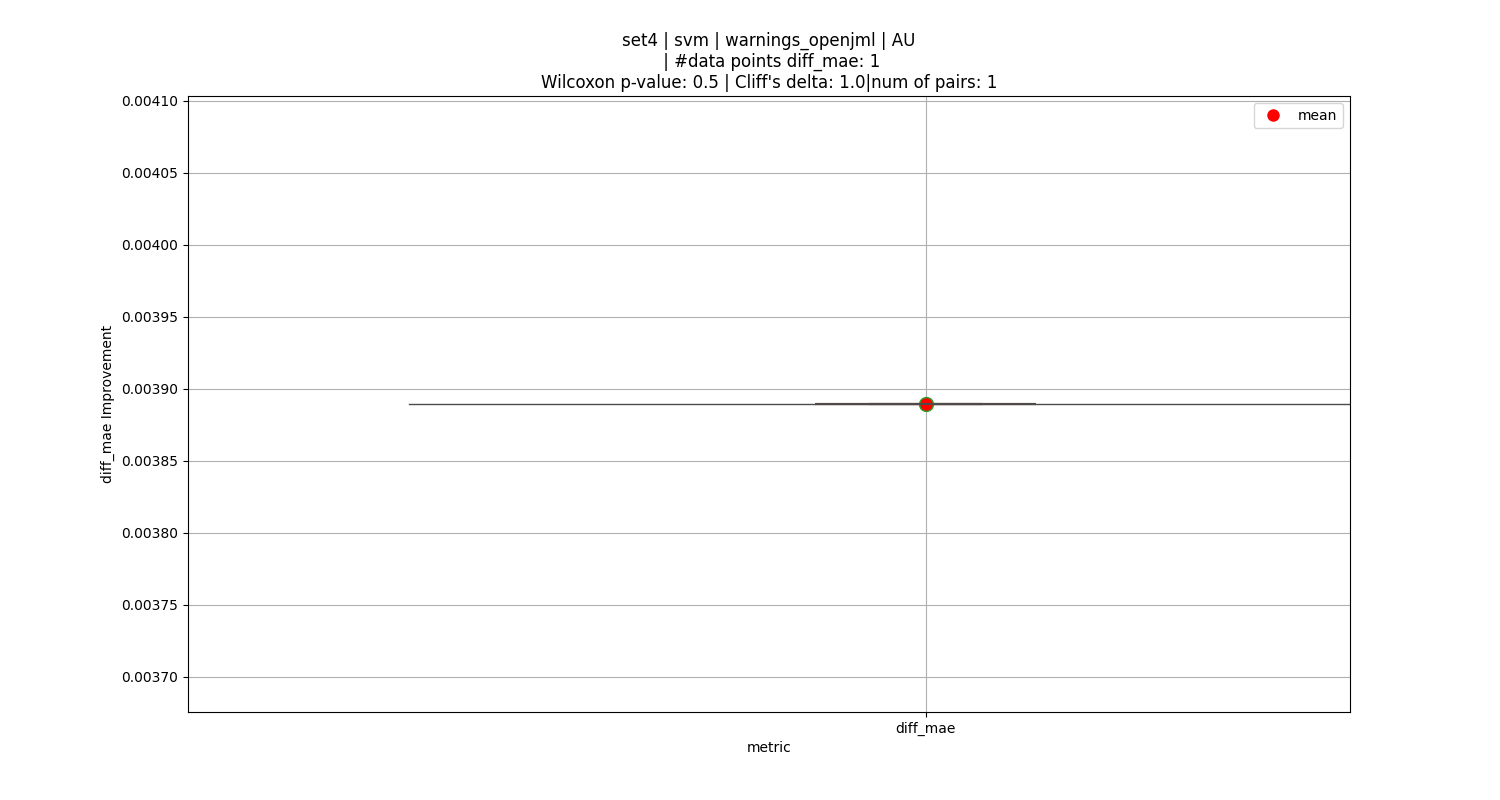 set4 | svm | warnings_openjml | AU
| #data points diff_mae: 1
Wilcoxon p-value: 0.5 | Cliff's delta: 1.0|num of pairs: 1
mean
0.00410
0.00405
0.00400
0.00395
0.00390
0.00385
0.00380
0.00375
0.00370
diff_mae Improvement
diff_mae
metric